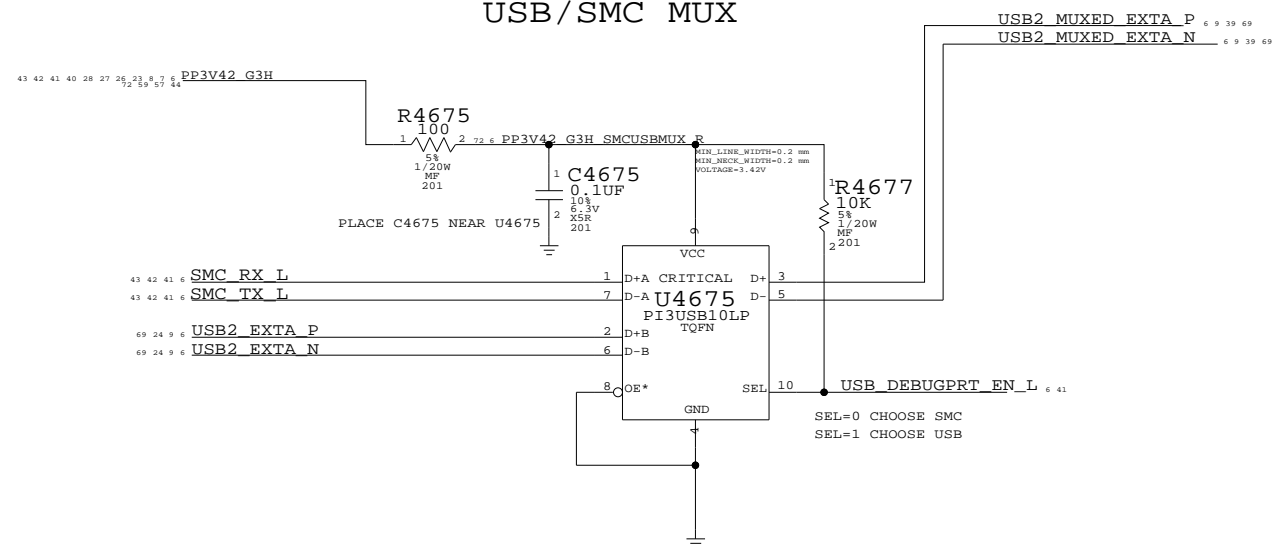 USB/SMC MUX
USB2_MUXED_EXTA_P 6 9 39 69
USB2_MUXED_EXTA_N 6 9 39 69
43 42 41 40 28 27 26 23 8 7 6 PP3V42_G3H
72 59 57 44
R4675
100
1 2
5%
1/20W
MF
201
72 6 PP3V42_G3H_SMCUSBMUX_R
MIN_LINE_WIDTH=0.2 mm
MIN_NECK_WIDTH=0.2 mm
VOLTAGE=3.42V
1 C4675
0.1UF
10%
6.3V
2 X5R
201
PLACE C4675 NEAR U4675
1 R4677
10K
5%
1/20W
MF
2 201
9
VCC
43 42 41 6 SMC_RX_L 1 D+A CRITICAL D+ 3
43 42 41 6 SMC_TX_L 7 D-A U4675 D- 5
PI3USB10LP
TQFN
69 24 9 6 USB2_EXTA_P 2 D+B
69 24 9 6 USB2_EXTA_N 6 D-B
8 OE* SEL 10 USB_DEBUGPRT_EN_L 6 41
GND
4
SEL=0 CHOOSE SMC
SEL=1 CHOOSE USB